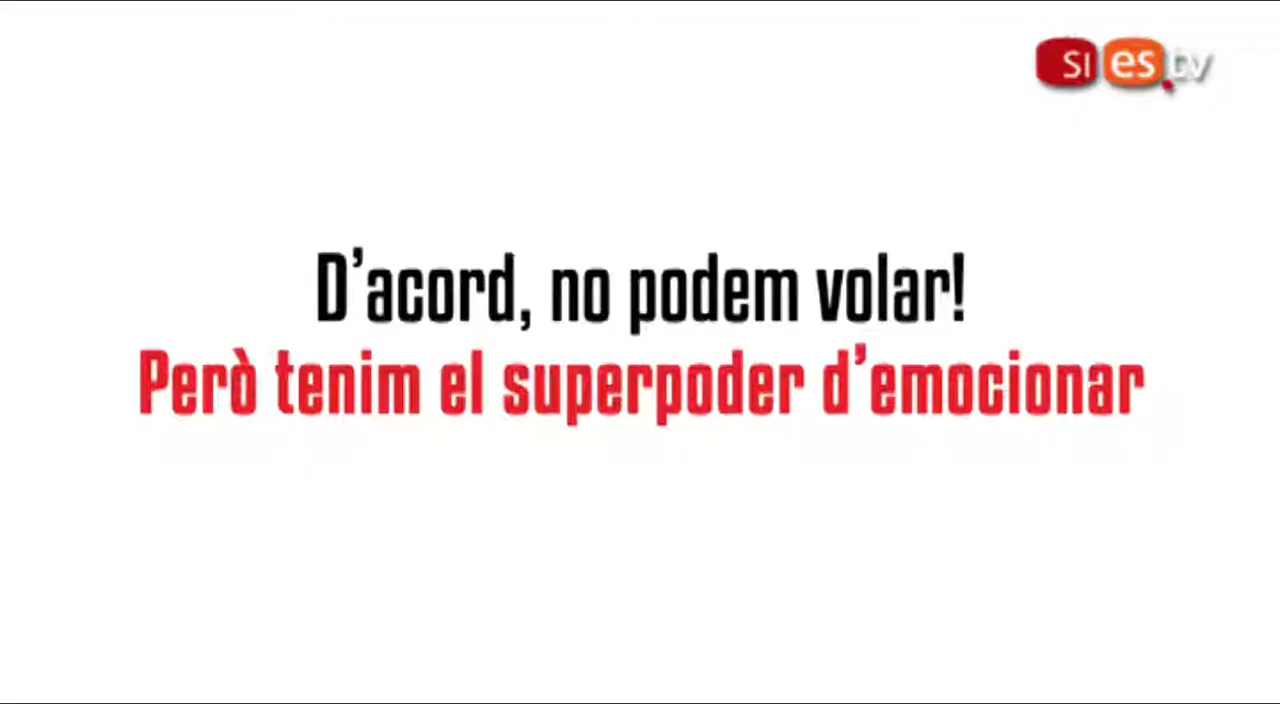 SI es.tv
D’acord, no podem volar!
Però tenim el superpoder d’emocionar